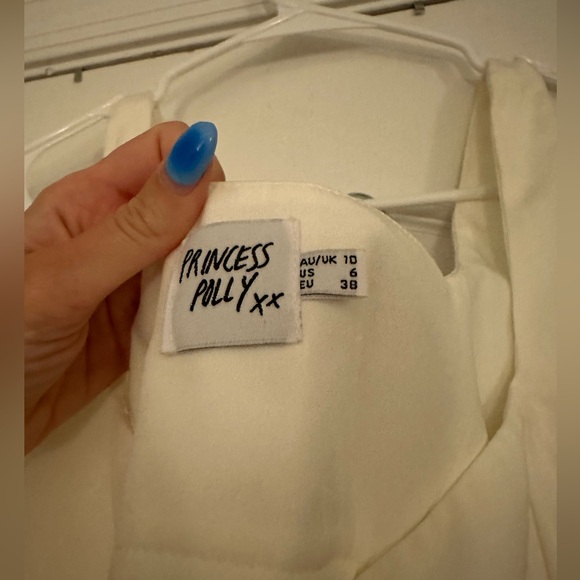 PRINCESS
POLLY xx
AU/UK 10
US 6
EU 38